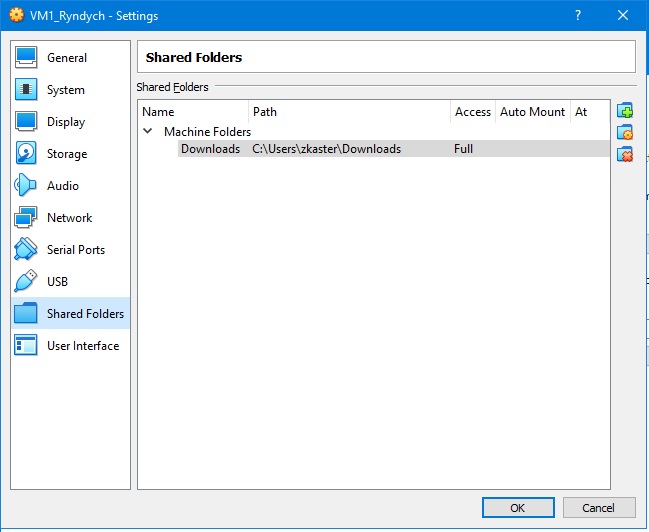 VM1_Ryndych - Settings
?
General
System
Display
Storage
Audio
Network
Serial Ports
USB
Shared Folders
User Interface
Shared Folders
Shared Folders
Name Path Access Auto Mount At
Machine Folders
Downloads C:\Users\zkaster\Downloads Full
OK Cancel